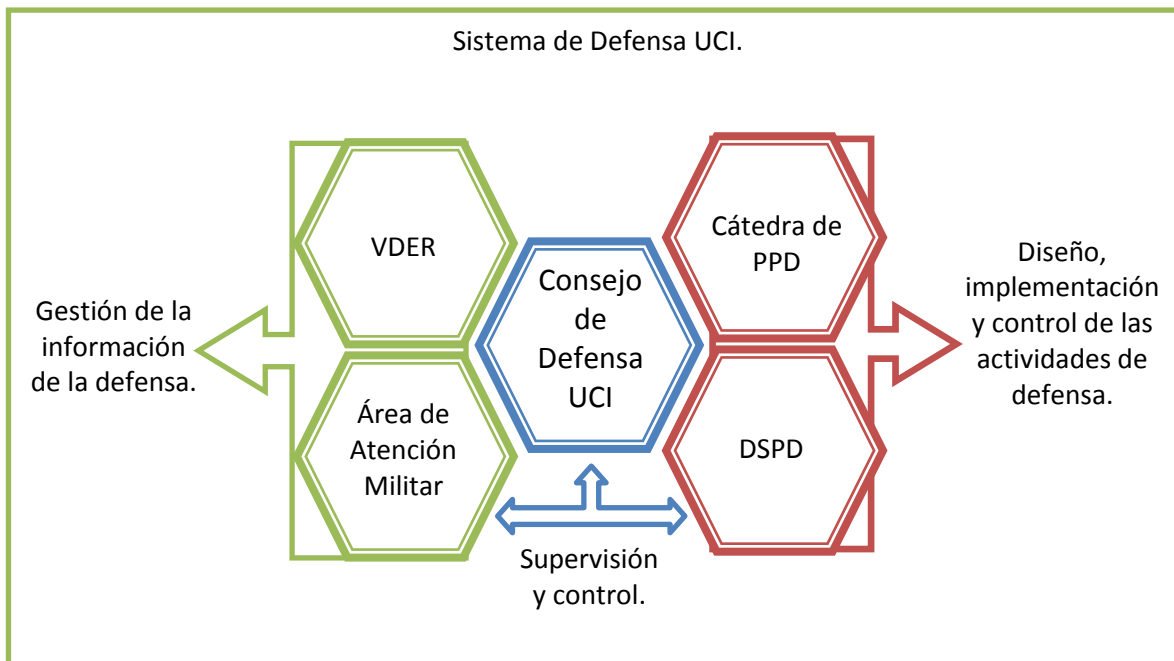 Sistema de Defensa UCI.
VDER
Cátedra de
PPD
Consejo
de
Defensa
UCI
Gestión de la
información
de la defensa.
Diseño,
implementación
y control de las
actividades de
defensa.
Área de
Atención
Militar
DSPD
Supervisión
y control.